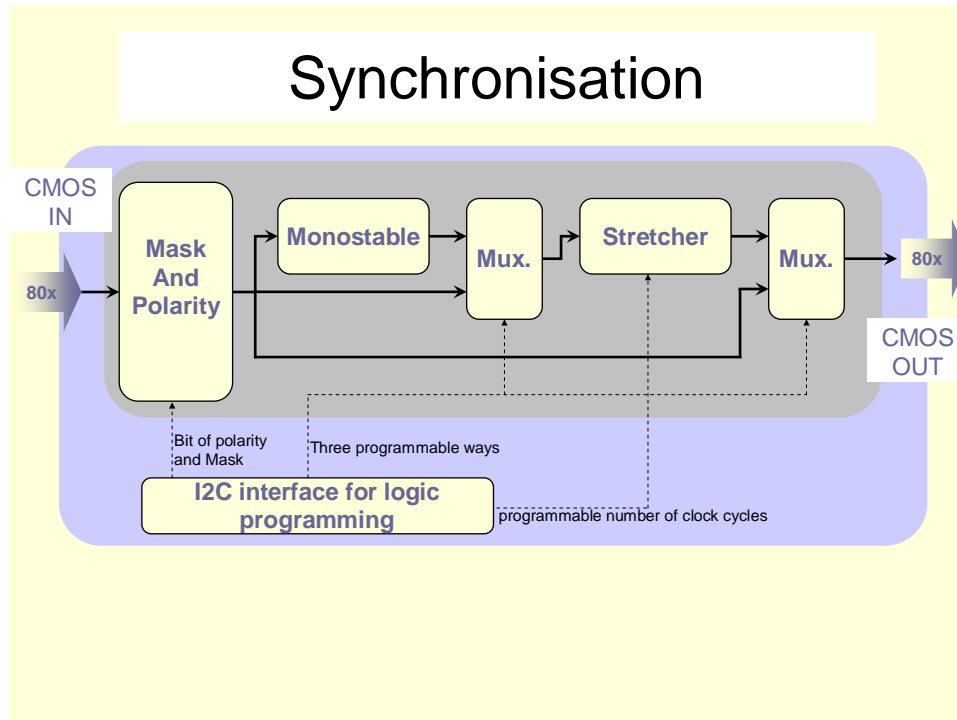 Synchronisation
CMOS
IN
80x
Mask
And
Polarity
Monostable
Mux.
Stretcher
Mux.
80x
CMOS
OUT
Bit of polarity
and Mask
Three programmable ways
I2C interface for logic
programming
programmable number of clock cycles